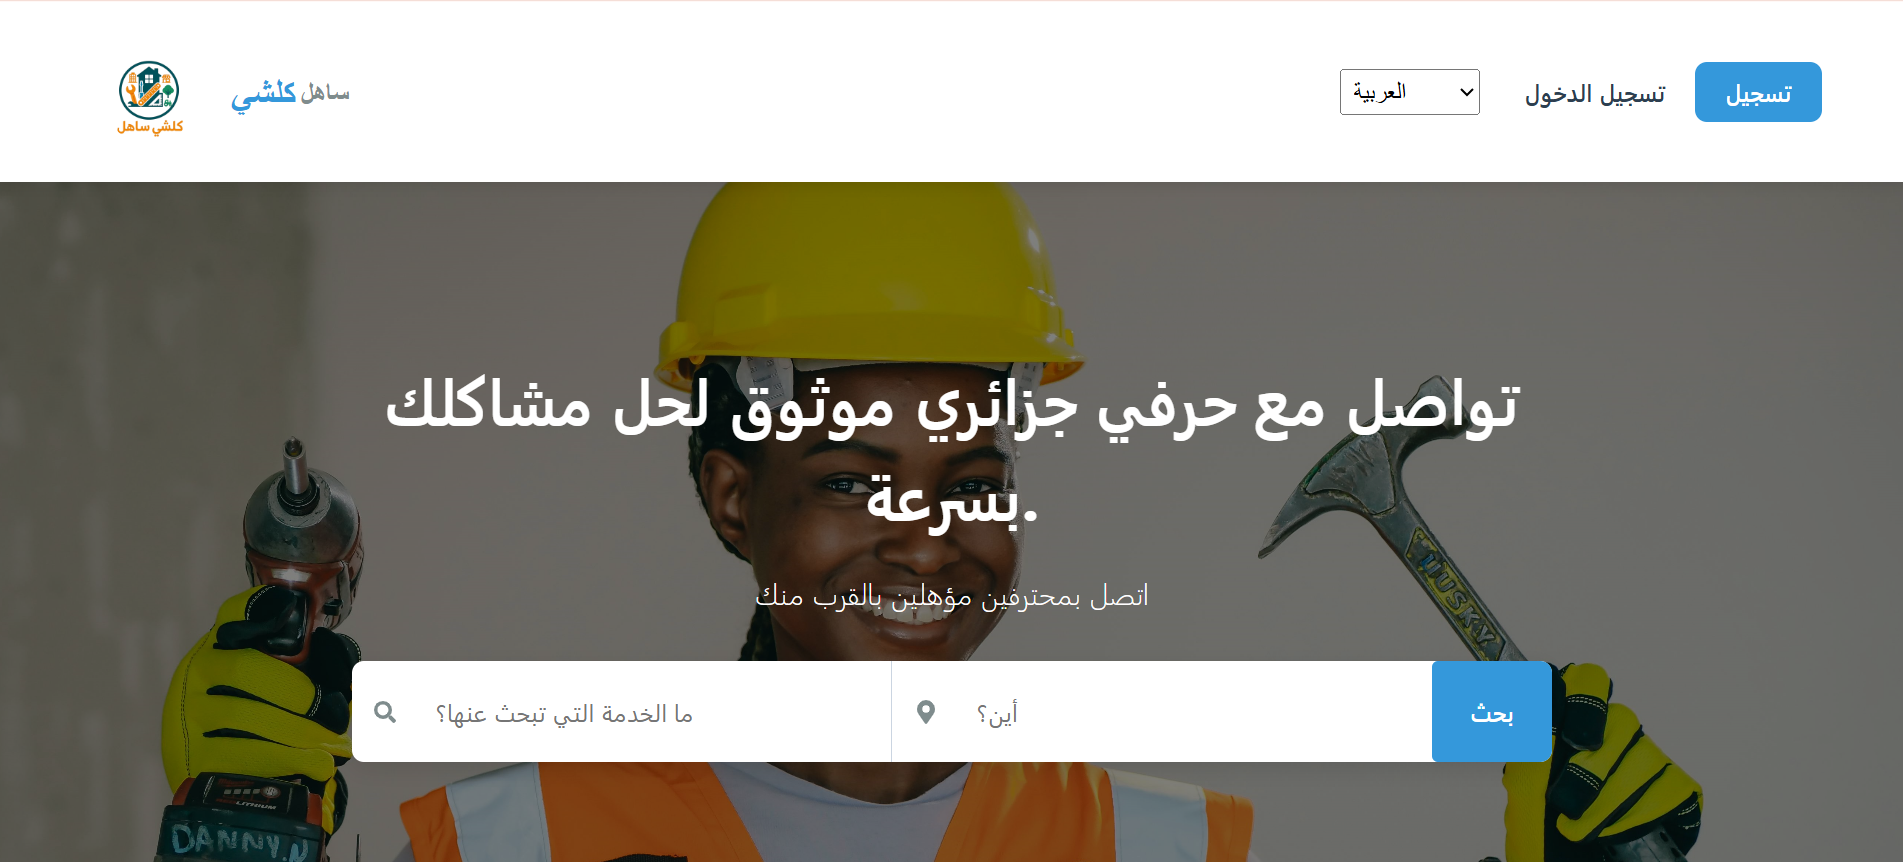 كلشي ساهل
ساهل كلشي
العربية
تسجيل الدخول
تسجيل
تواصل مع حرفي جزائري موثوق لحل مشاكلك
بسرعة.
اتصل بمحترفين مؤهلين بالقرب منك
ما الخدمة التي تبحث عنها؟
أين؟
بحث
HUSKY
LITHIUM
DANNY.N